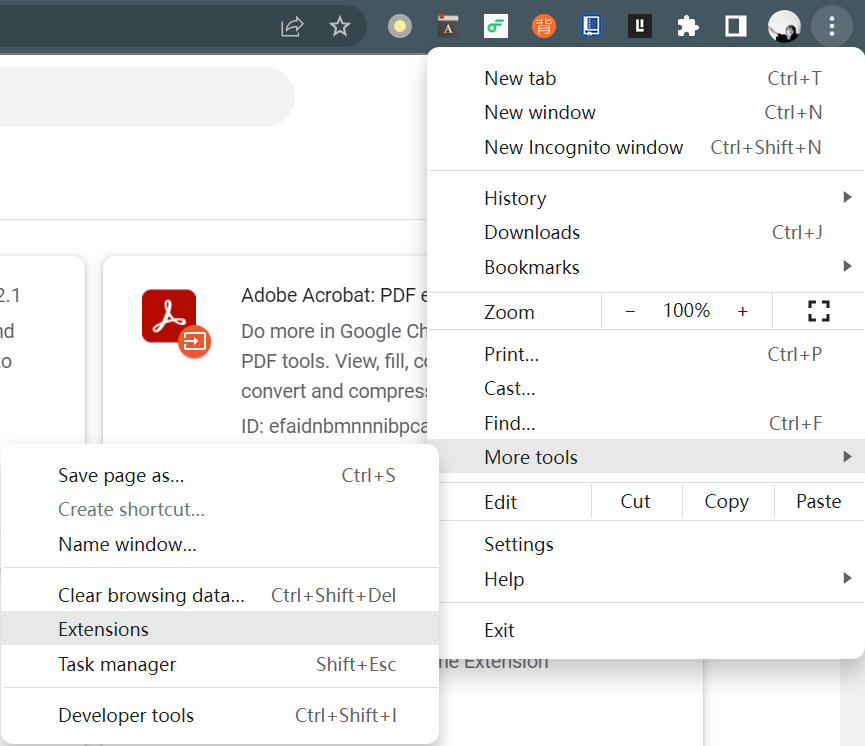 A
背
New tab Ctrl+T
New window Ctrl+N
New Incognito window Ctrl+Shift+N
History
Downloads Ctrl+J
Bookmarks
Zoom − 100% +
Print... Ctrl+P
Cast...
Find... Ctrl+F
More tools
Edit Cut Copy Paste
Settings
Help
Exit
2.1
nd
to
Adobe Acrobat: PDF e
Do more in Google Ch
PDF tools. View, fill, co
convert and compress
ID: efaidnbmnnnibpca
Save page as... Ctrl+S
Create shortcut...
Name window...
Clear browsing data... Ctrl+Shift+Del
Extensions
Task manager Shift+Esc
Developer tools Ctrl+Shift+I
he Extension